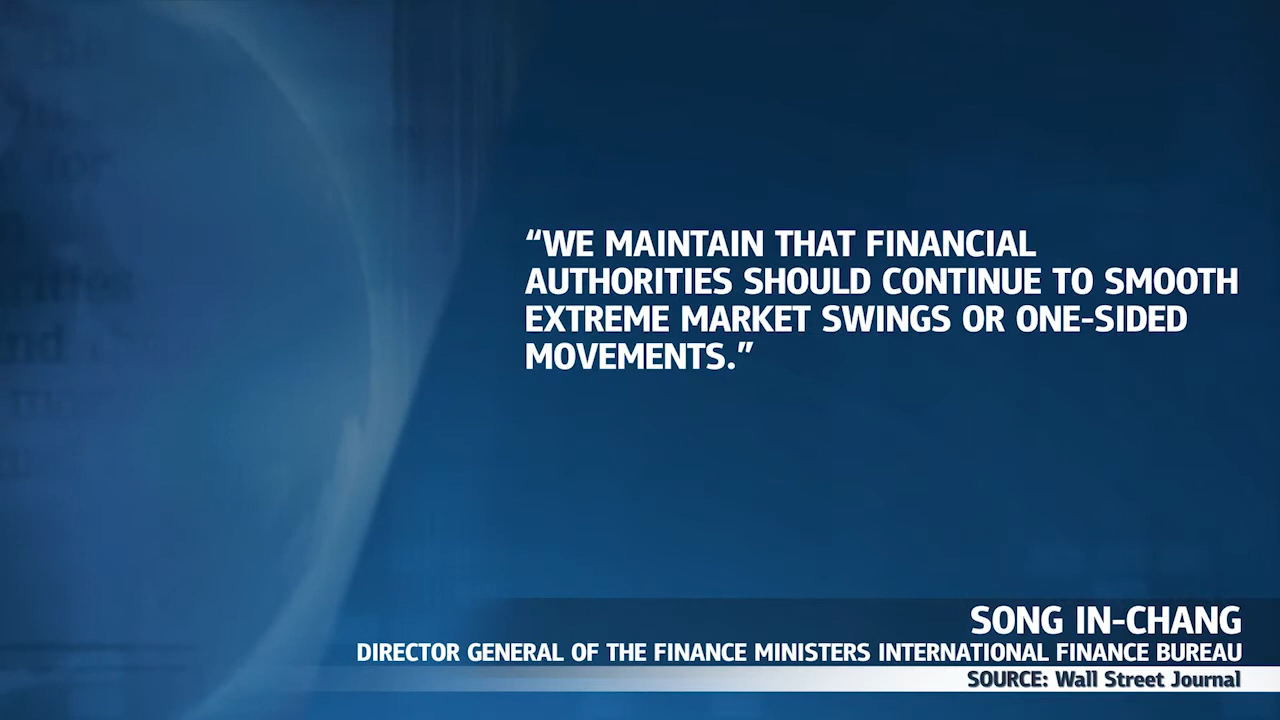 “WE MAINTAIN THAT FINANCIAL
AUTHORITIES SHOULD CONTINUE TO SMOOTH
EXTREME MARKET SWINGS OR ONE-SIDED
MOVEMENTS.”
SONG IN-CHANG
DIRECTOR GENERAL OF THE FINANCE MINISTERS INTERNATIONAL FINANCE BUREAU
SOURCE: Wall Street Journal